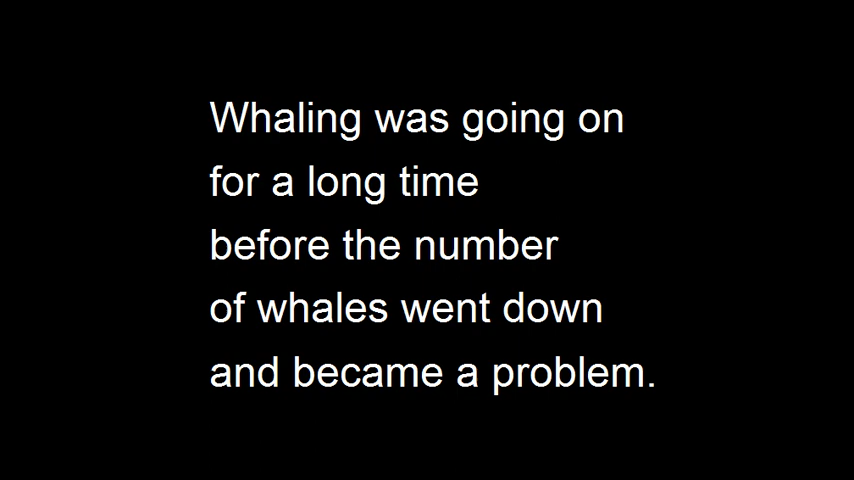 Whaling was going on
for a long time
before the number
of whales went down
and became a problem.